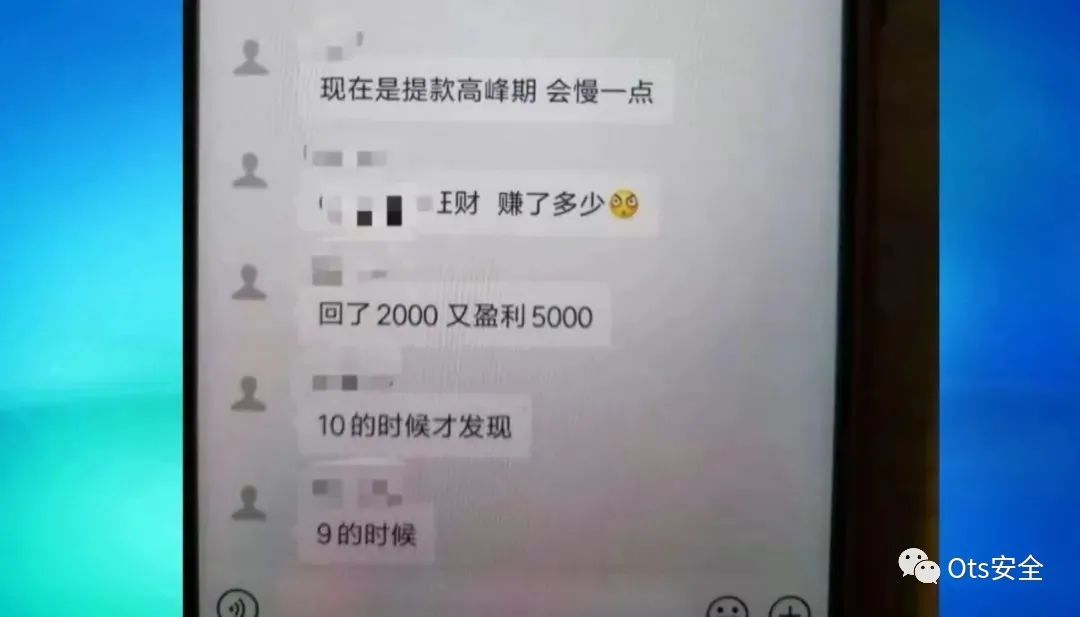 现在是提款高峰期 会慢一点
财 赚了多少
回了2000 又盈利5000
10的时候才发现
9的时候
Ots安全